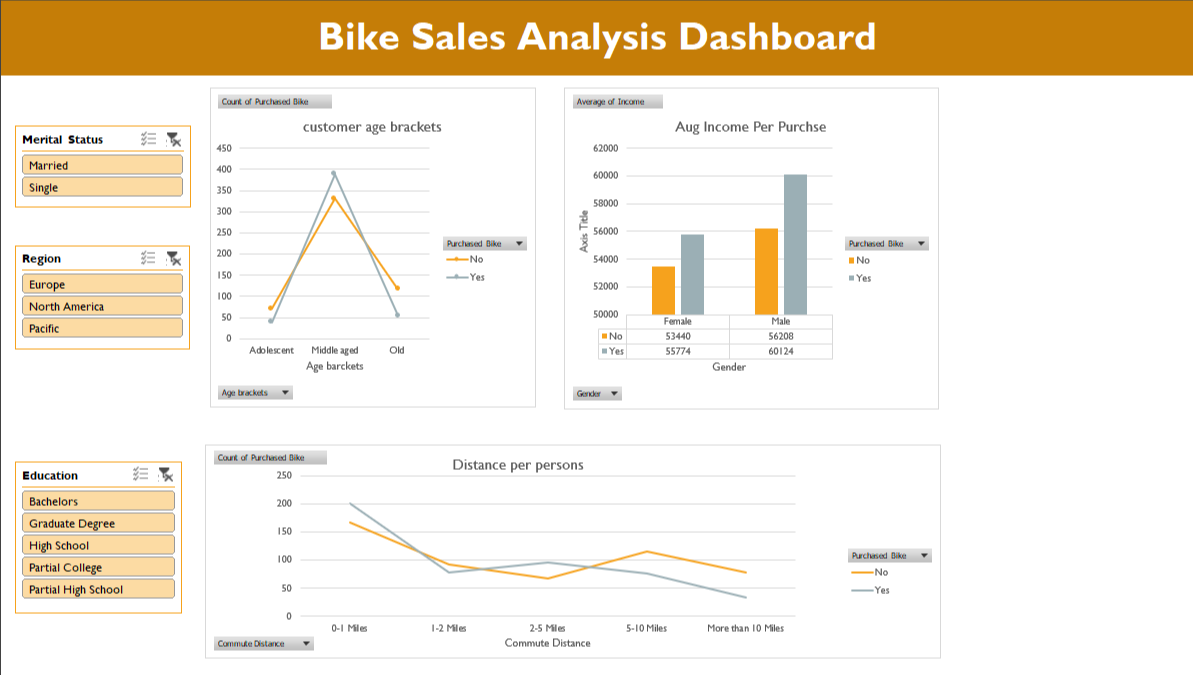 Bike Sales Analysis Dashboard
Merital Status
Married
Single
Region
Europe
North America
Pacific
Education
Bachelors
Graduate Degree
High School
Partial College
Partial High School
Count of Purchased Bike
customer age brackets
450
400
350
300
250
200
150
100
50
0
Adolescent Middle aged Old
Age barckets
Purchased Bike
No
Yes
Age brackets
Average of Income
Aug Income Per Purchse
62000
60000
58000
56000
54000
52000
50000
Axis Title
Female Male
No 53440 56208
Yes 55774 60124
Gender
Purchased Bike
No
Yes
Gender
Count of Purchased Bike
Distance per persons
250
200
150
100
50
0
0-1 Miles 1-2 Miles 2-5 Miles 5-10 Miles More than 10 Miles
Commute Distance
Purchased Bike
No
Yes
Commute Distance